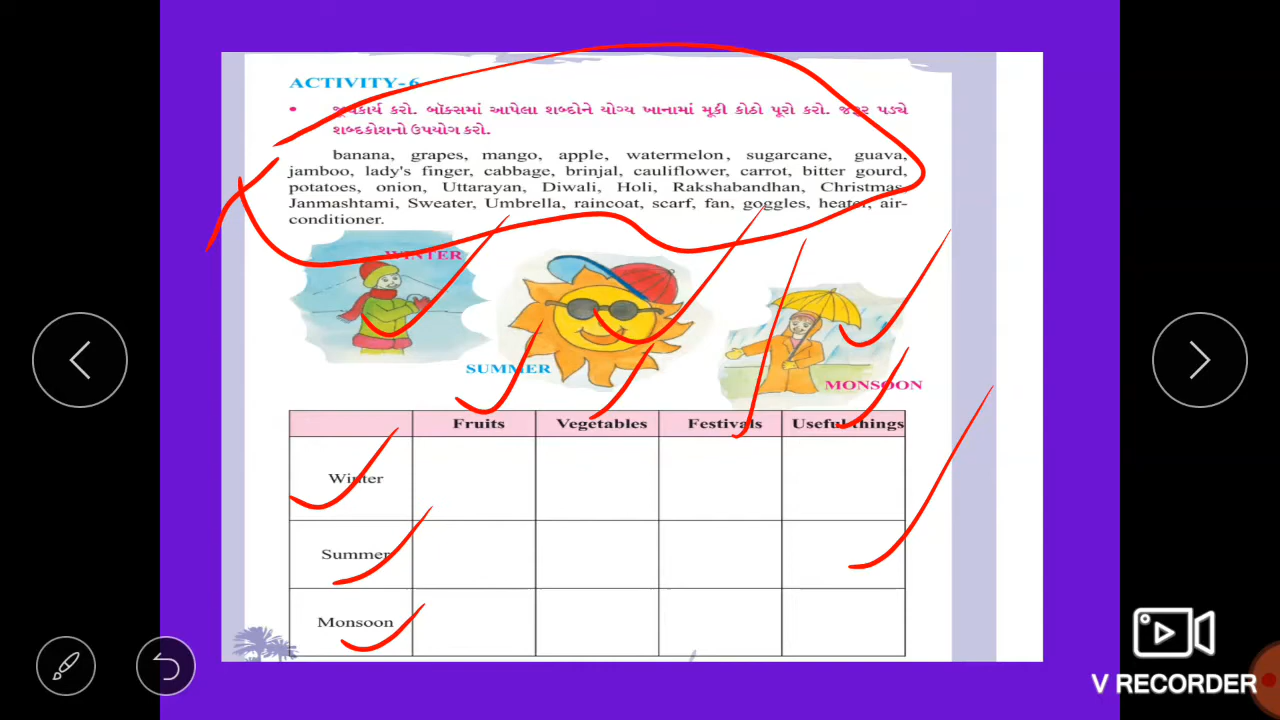 ACTIVITY-6
• જૂથકાર્ય કરો. બૉક્સમાં આપેલા શબ્દોને યોગ્ય ખાનામાં મૂકી કોઠો પૂરો કરો. જરૂર પડ્યે
શબ્દકોશનો ઉપયોગ કરો.
banana, grapes, mango, apple, watermelon, sugarcane, guava,
jamboo, lady's finger, cabbage, brinjal, cauliflower, carrot, bitter gourd,
potatoes, onion, Uttarayan, Diwali, Holi, Rakshabandhan, Christmas,
Janmashtami, Sweater, Umbrella, raincoat, scarf, fan, goggles, heater, air-
conditioner.
WINTER
SUMMER
MONSOON
Fruits Vegetables Festivals Useful things
Winter
Summer
Monsoon
V RECORDER